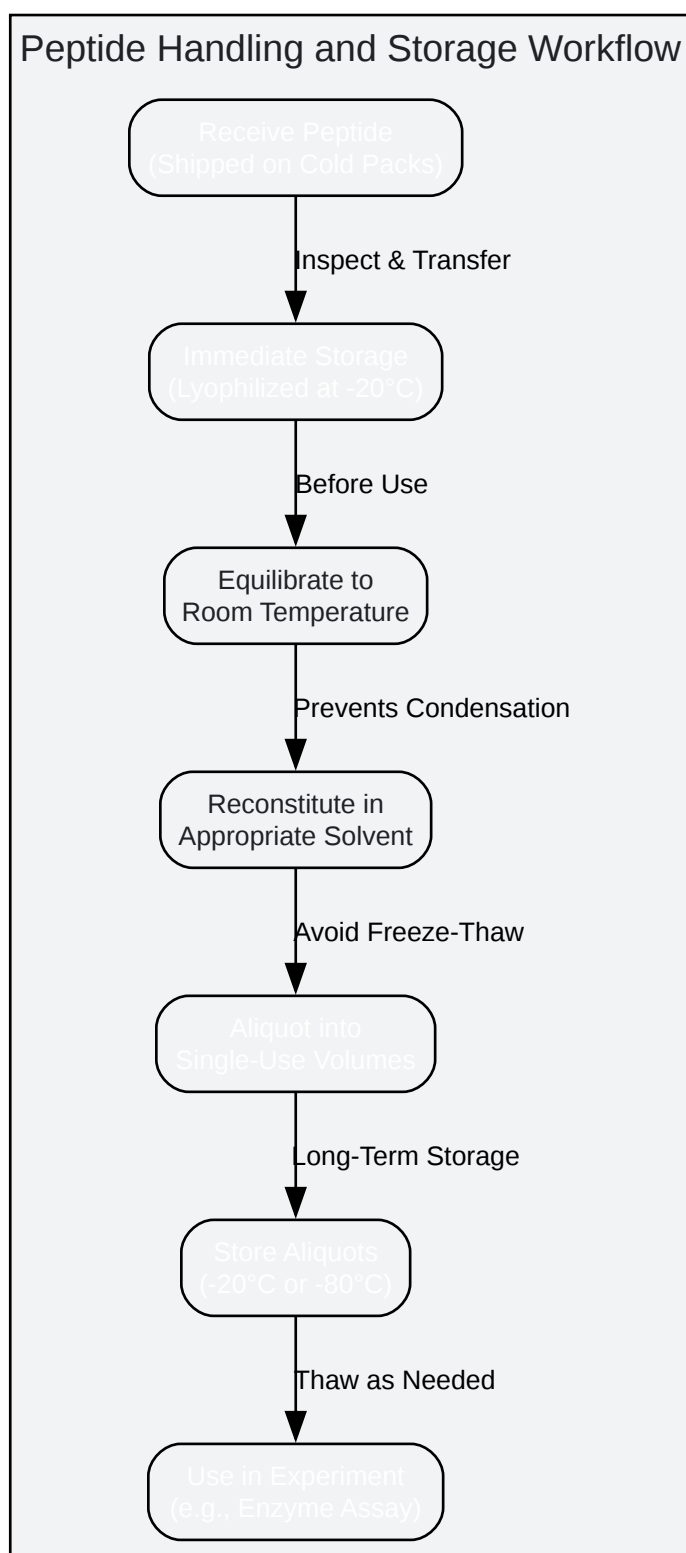 Peptide Handling and Storage Workflow
Receive Peptide
(Shipped on Cold Packs)
Inspect & Transfer
Immediate Storage
(Lyophilized at -20°C)
Before Use
Equilibrate to
Room Temperature
Prevents Condensation
Reconstitute in
Appropriate Solvent
Avoid Freeze-Thaw
Aliquot into
Single-Use Volumes
Long-Term Storage
Store Aliquots
(-20°C or -80°C)
Thaw as Needed
Use in Experiment
(e.g., Enzyme Assay)